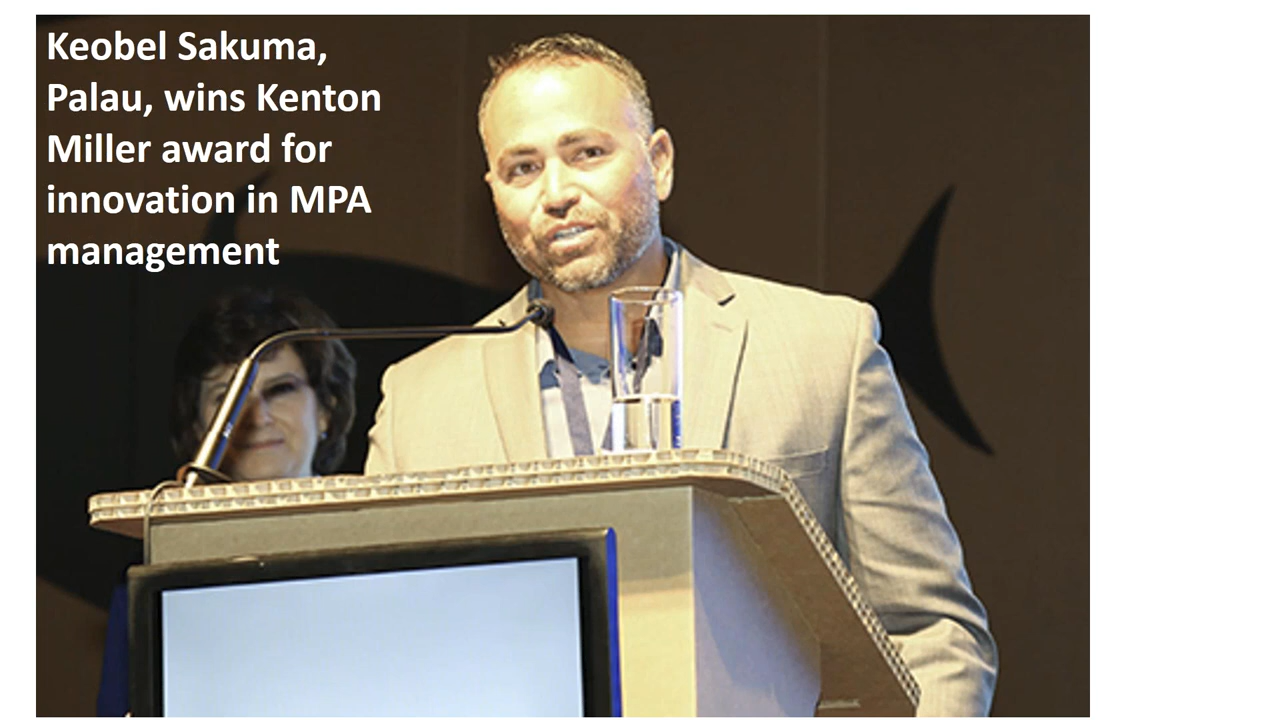 Keobel Sakuma,
Palau, wins Kenton
Miller award for
innovation in MPA
management